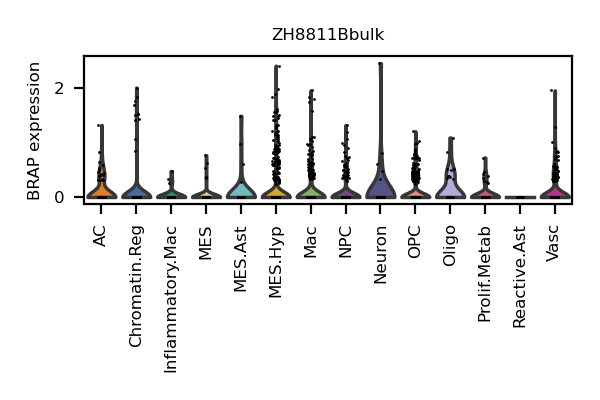 ZH8811Bbulk
BRAP expression
2
0
AC
Chromatin.Reg
Inflammatory.Mac
MES
MES.Ast
MES.Hyp
Mac
NPC
Neuron
OPC
Oligo
Prolif.Metab
Reactive.Ast
Vasc